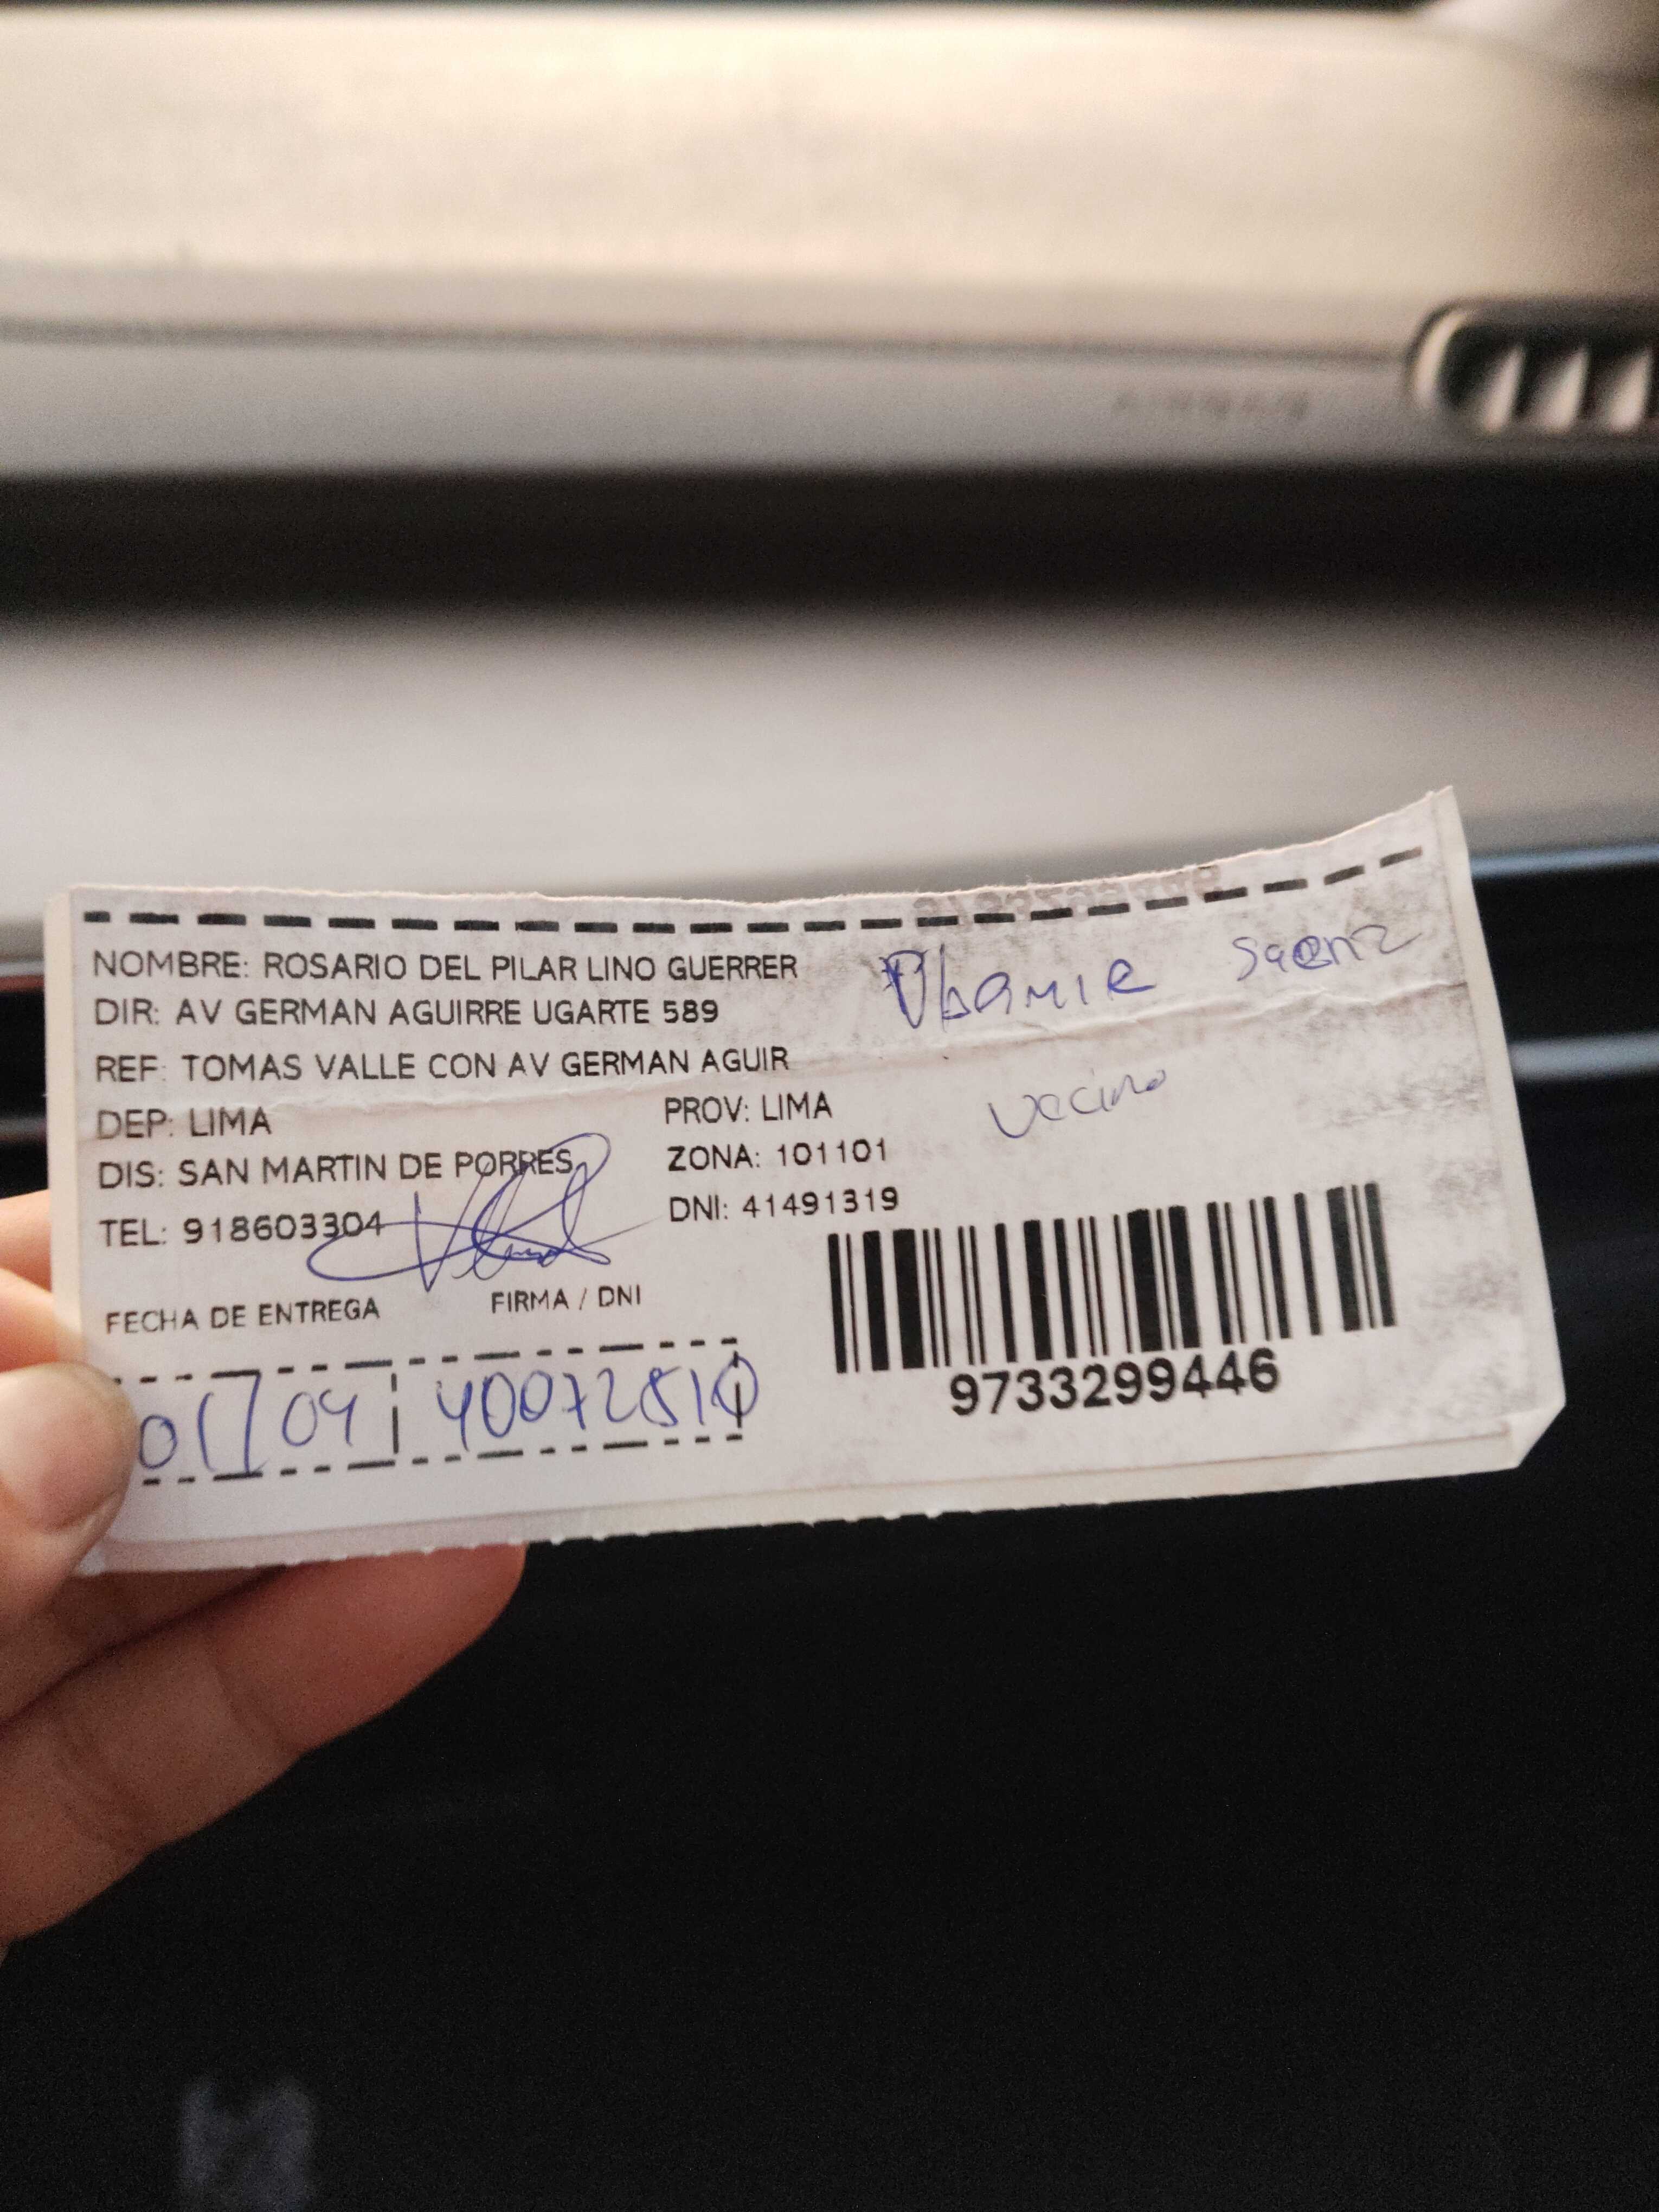 NOMBRE: ROSARIO DEL PILAR LINO GUERRER
DIR: AV GERMAN AGUIRRE UGARTE 589
REF: TOMAS VALLE CON AV GERMAN AGUIR
DEP: LIMA PROV: LIMA
DIS: SAN MARTIN DE PORRES ZONA: 101101
TEL: 918603304 DNI: 41491319
Saenz
Vecino
FECHA DE ENTREGA FIRMA / DNI
01/04 40072810
9733299446